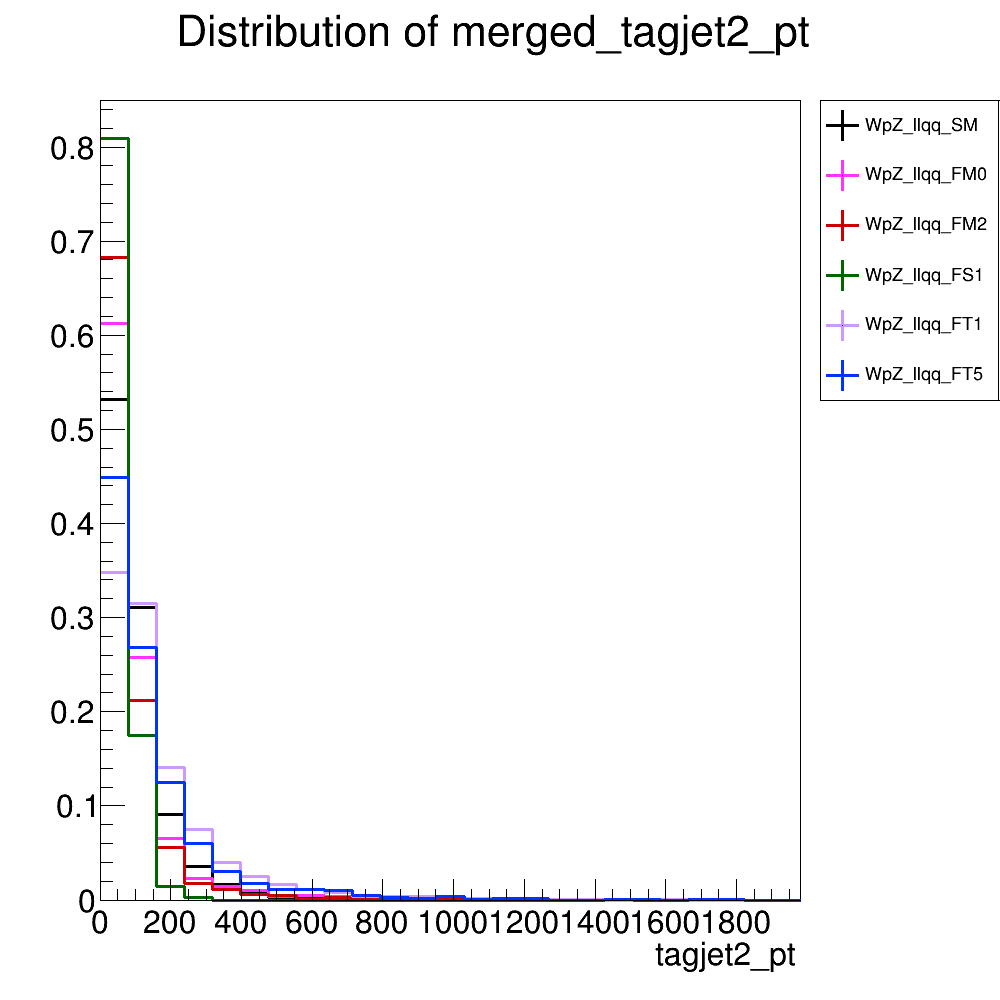 Distribution of merged_tagjet2_pt
WpZ_llqq_SM
WpZ_llqq_FM0
WpZ_llqq_FM2
WpZ_llqq_FS1
WpZ_llqq_FT1
WpZ_llqq_FT5
0.8
0.7
0.6
0.5
0.4
0.3
0.2
0.1
0
0 200 400 600 800 1000 1200 1400 1600 1800
tagjet2_pt